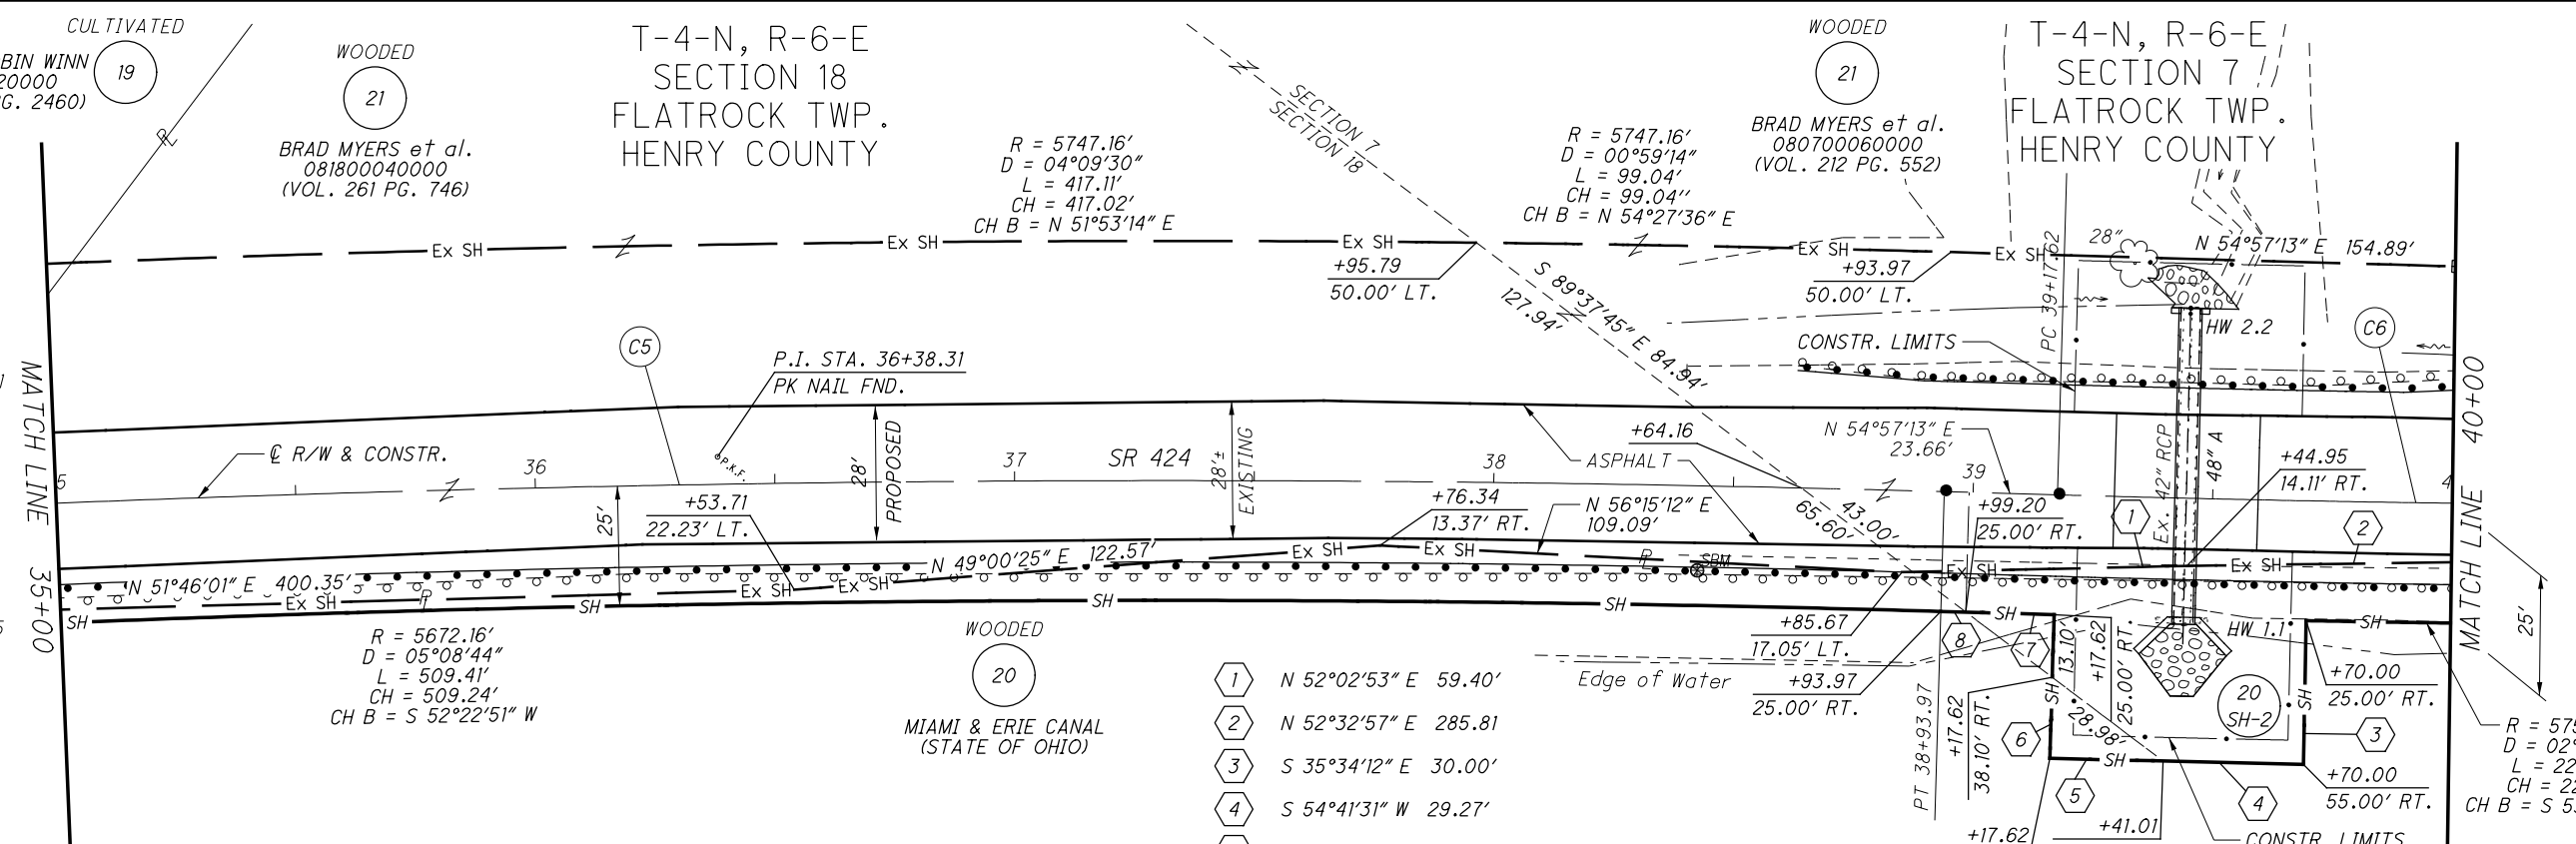 CULTIVATED
19
BIN WINN
20000
G. 2460)
WOODED
21
BRAD MYERS et al.
081800040000
(VOL. 261 PG. 746)
T-4-N, R-6-E
SECTION 18
FLATROCK TWP.
HENRY COUNTY
R = 5747.16'
D = 04°09'30"
L = 417.11'
CH = 417.02'
CH B = N 51°53'14" E
SECTION 7
SECTION 18
R = 5747.16'
D = 00°59'14"
L = 99.04'
CH = 99.04''
CH B = N 54°27'36" E
WOODED
21
BRAD MYERS et al.
080700060000
(VOL. 212 PG. 552)
T-4-N, R-6-E
SECTION 7
FLATROCK TWP.
HENRY COUNTY
Ex SH
Ex SH
Ex SH
Ex SH
Ex SH
+95.79
50.00' LT.
+93.97
50.00' LT.
S 89°37'45" E 84.94'
127.94'
PC 39+17.62
28"
N 54°57'13" E 154.89'
HW 2.2
CONSTR. LIMITS
C6
C5
P.I. STA. 36+38.31
PK NAIL FND.
P.K.F.
MATCH LINE 35+00
MATCH LINE 40+00
℄ R/W & CONSTR.
5
36
37
SR 424
38
39
4
28'
PROPOSED
28'±
EXISTING
25'
+64.16
ASPHALT
N 54°57'13" E
23.66'
+53.71
22.23' LT.
+76.34
13.37' RT.
N 56°15'12" E
109.09'
65.60'
43.00'
+99.20
25.00' RT.
1
Ex. 42" RCP
48" A
+44.95
14.11' RT.
2
N 51°46'01" E 400.35'
N 49°00'25" E 122.57'
Ex SH
Ex SH
Ex SH
Ex SH
Ex SH
Ex SH
Ex SH
SBM
SH
SH
SH
SH
SH
SH
R = 5672.16'
D = 05°08'44"
L = 509.41'
CH = 509.24'
CH B = S 52°22'51" W
WOODED
20
MIAMI & ERIE CANAL
(STATE OF OHIO)
1 N 52°02'53" E 59.40'
2 N 52°32'57" E 285.81
3 S 35°34'12" E 30.00'
4 S 54°41'31" W 29.27'
Edge of Water
+85.67
17.05' LT.
+93.97
25.00' RT.
PT 38+93.97
8
7
13.10'
+17.62
25.00' RT.
+17.62
38.10' RT.
SH
28.98'
HW 1.1
20
SH-2
SH
+70.00
25.00' RT.
25'
6
3
SH
5
4
+70.00
55.00' RT.
+17.62
+41.01
CONSTR. LIMITS
R = 575
D = 02°
L = 22
CH = 22
CH B = S 5